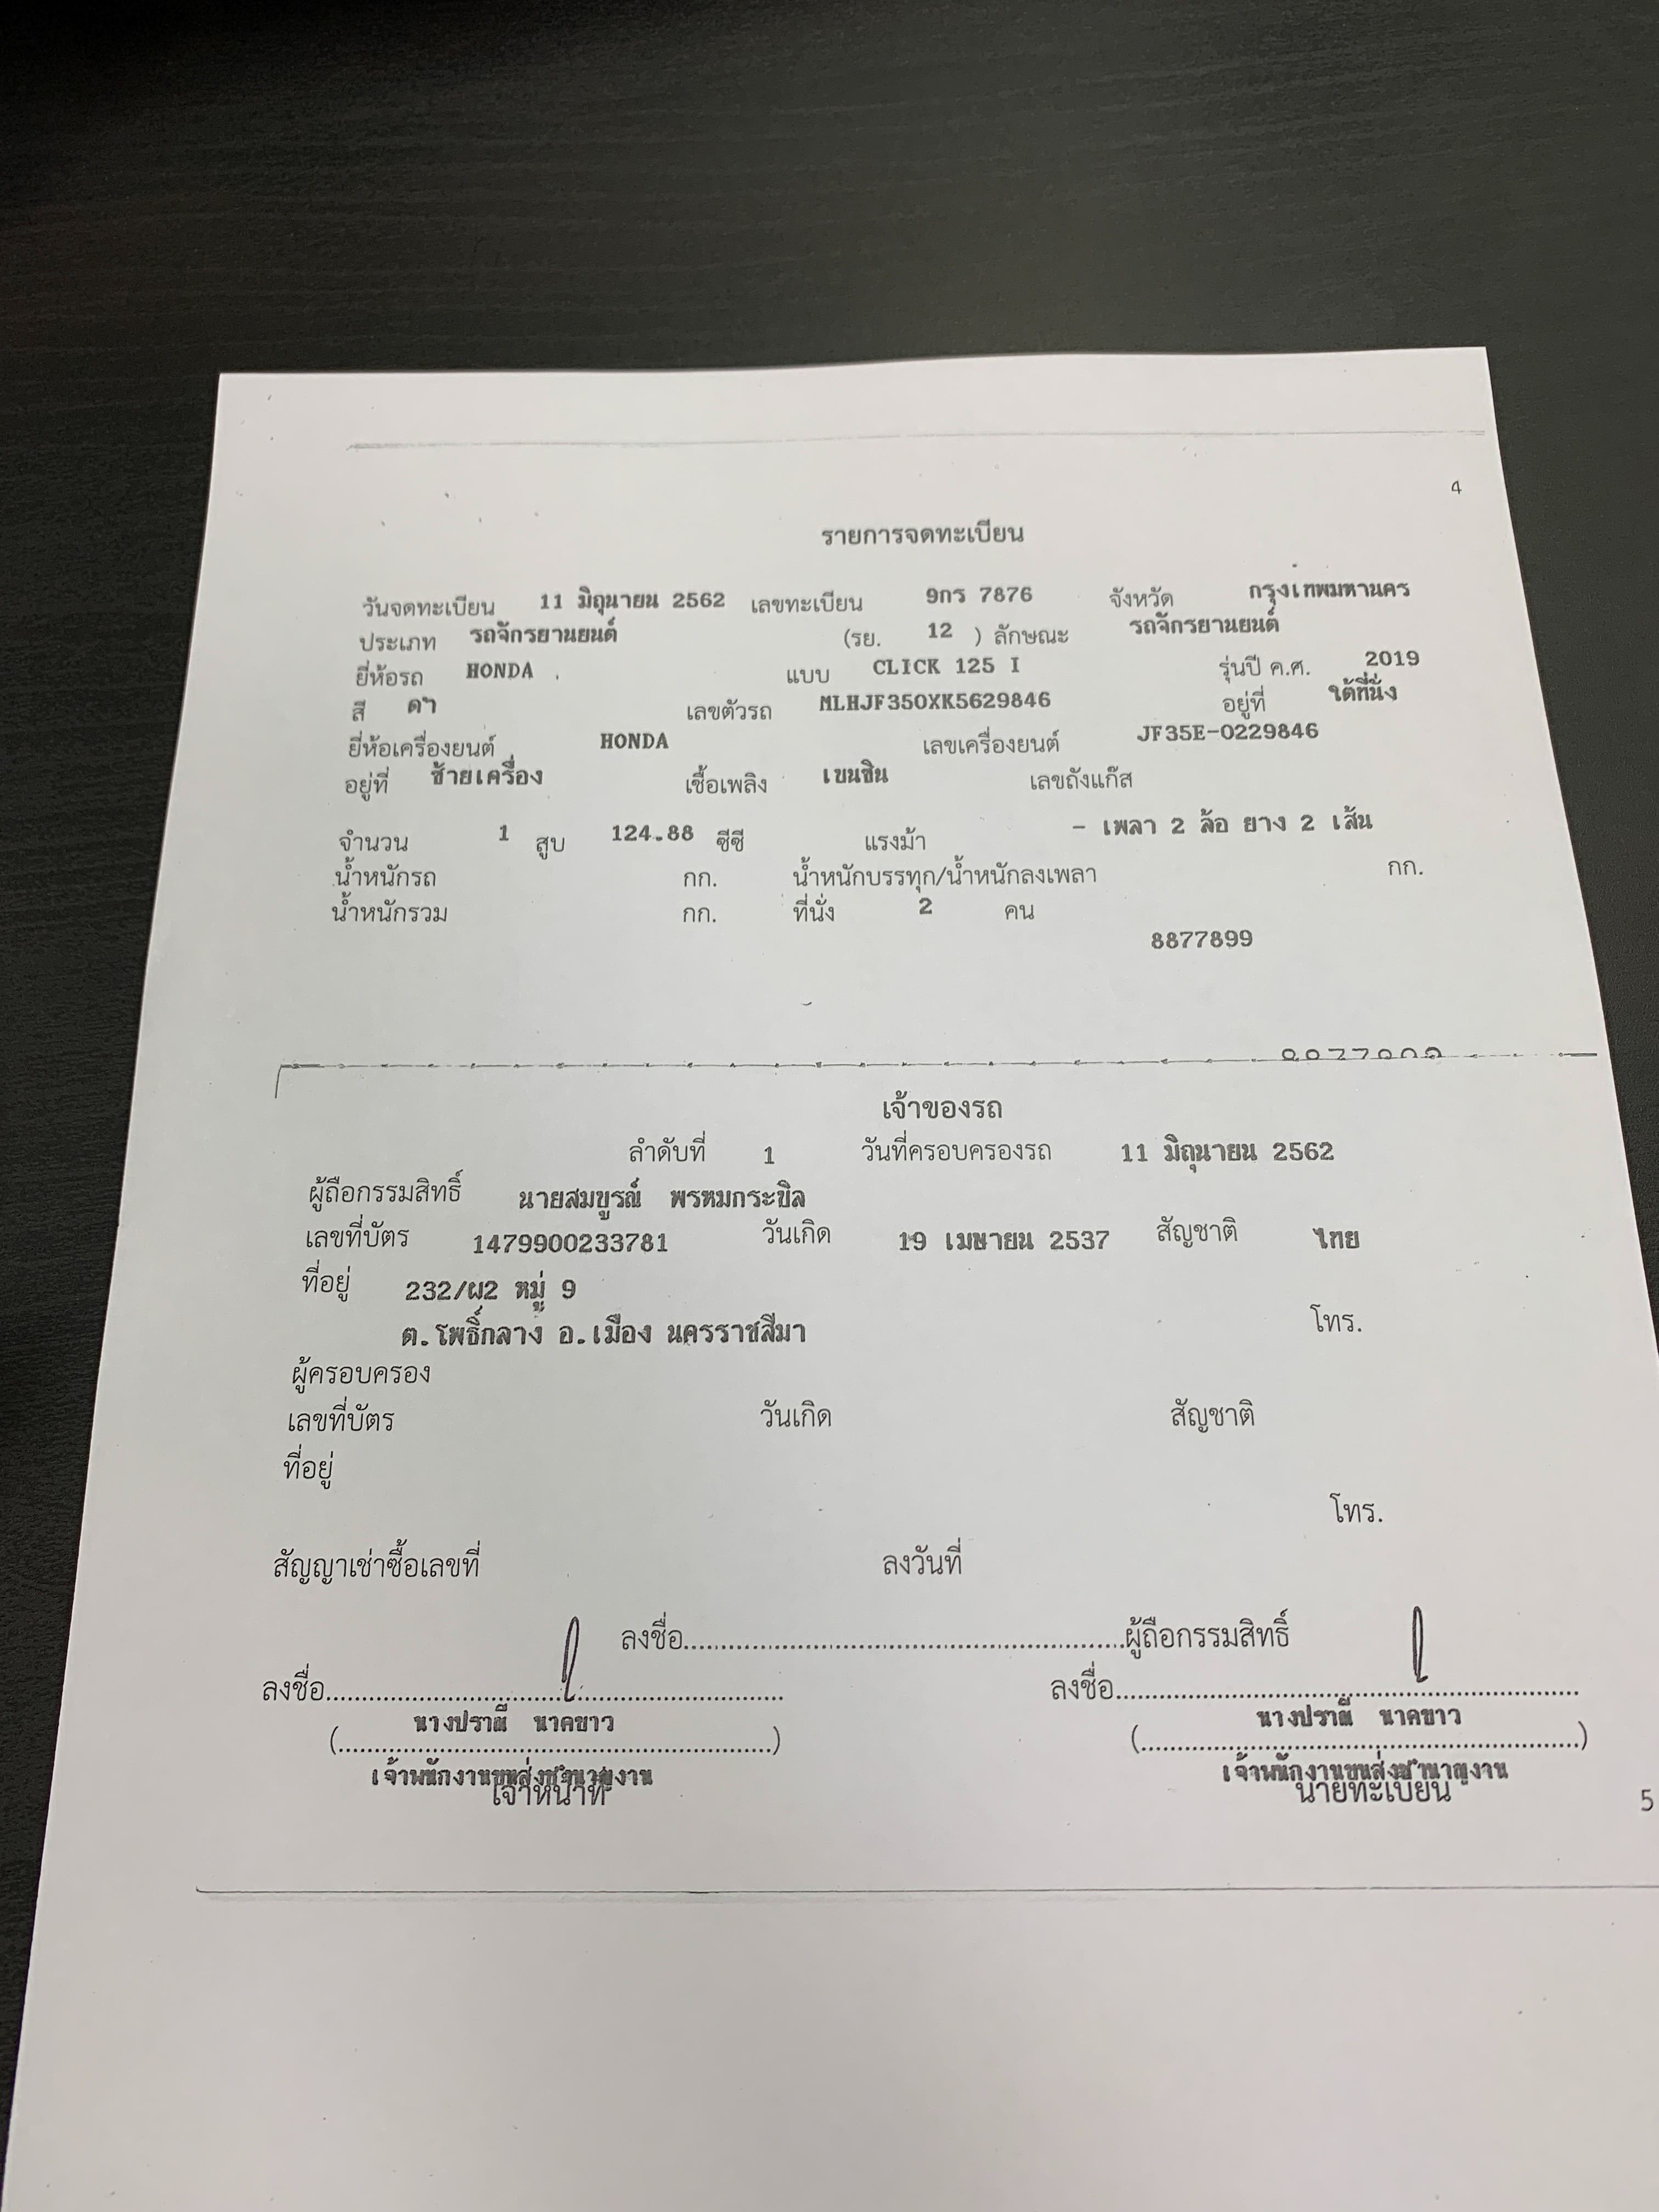 4
รายการจดทะเบียน
วันจดทะเบียน 11 มิถุนายน 2562 เลขทะเบียน 9กร 7876 จังหวัด กรุงเทพมหานคร
ประเภท รถจักรยานยนต์ (รย. 12 ) ลักษณะ รถจักรยานยนต์
ยี่ห้อรถ HONDA แบบ CLICK 125 I รุ่นปี ค.ศ. 2019
สี ดำ เลขตัวรถ MLHJF350XK5629846 อยู่ที่ ใต้ที่นั่ง
ยี่ห้อเครื่องยนต์ HONDA เลขเครื่องยนต์ JF35E-0229846
อยู่ที่ ซ้ายเครื่อง เชื้อเพลิง เบนซิน เลขถังแก๊ส
จำนวน 1 สูบ 124.88 ซีซี แรงม้า - เพลา 2 ล้อ ยาง 2 เส้น
น้ำหนักรถ กก. น้ำหนักบรรทุก/น้ำหนักลงเพลา กก.
น้ำหนักรวม กก. ที่นั่ง 2 คน
8877899
เจ้าของรถ
ลำดับที่ 1 วันที่ครอบครองรถ 11 มิถุนายน 2562
ผู้ถือกรรมสิทธิ์ นายสมบูรณ์ พรหมกระขิล
เลขที่บัตร 1479900233781 วันเกิด 19 เมษายน 2537 สัญชาติ ไทย
ที่อยู่ 232/ผ2 หมู่ 9
ต.โพธิ์กลาง อ.เมือง นครราชสีมา โทร.
ผู้ครอบครอง
เลขที่บัตร วันเกิด สัญชาติ
ที่อยู่
โทร.
สัญญาเช่าซื้อเลขที่ ลงวันที่
ลงชื่อ............................................................ผู้ถือกรรมสิทธิ์
ลงชื่อ............................................................ ลงชื่อ............................................................
(นางปราณี นาคขาว) (นางปราณี นาคขาว)
เจ้าพนักงานขนส่งชำนาญงาน เจ้าพนักงานขนส่งชำนาญงาน
เจ้าหน้าที่ นายทะเบียน
5